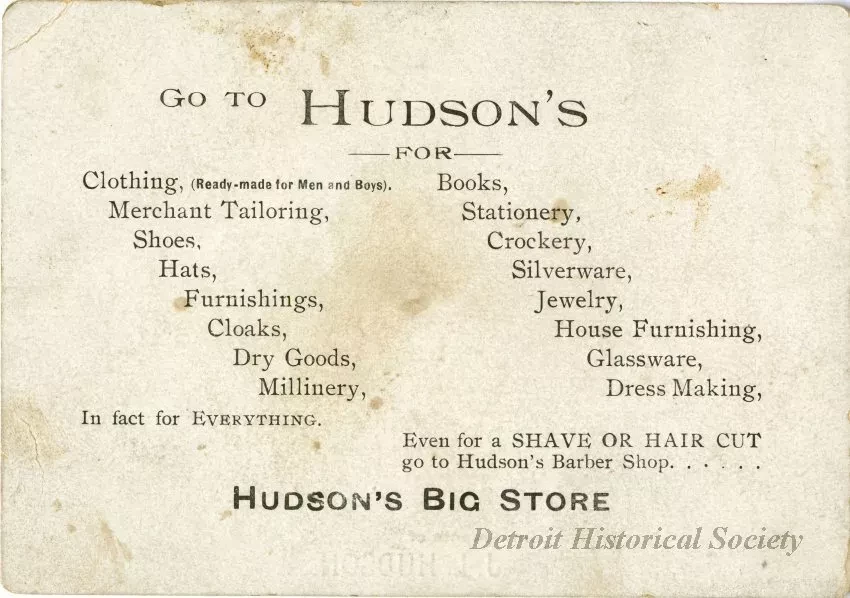 Go to Hudson's
FOR
Clothing, (Ready-made for Men and Boys).
Merchant Tailoring,
Shoes,
Hats,
Furnishings,
Cloaks,
Dry Goods,
Millinery,
Books,
Stationery,
Crockery,
Silverware,
Jewelry,
House Furnishing,
Glassware,
Dress Making,
In fact for EVERYTHING.
Even for a SHAVE OR HAIR CUT
go to Hudson's Barber Shop. . . . . .
HUDSON'S BIG STORE
Detroit Historical Society